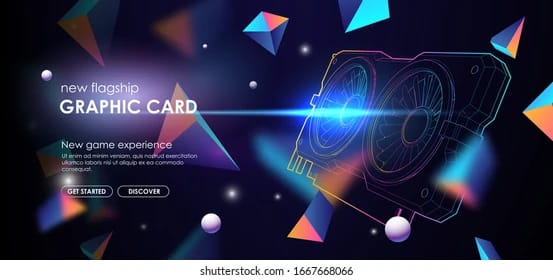 new flagship
GRAPHIC CARD
New game experience
Ut enim ad minim veniam, quis nostrud exercitation
ullamco laboris nisi ut aliquip ex ea commodo
consequat.
GET STARTED
DISCOVER
shutterstock.com · 1667668066